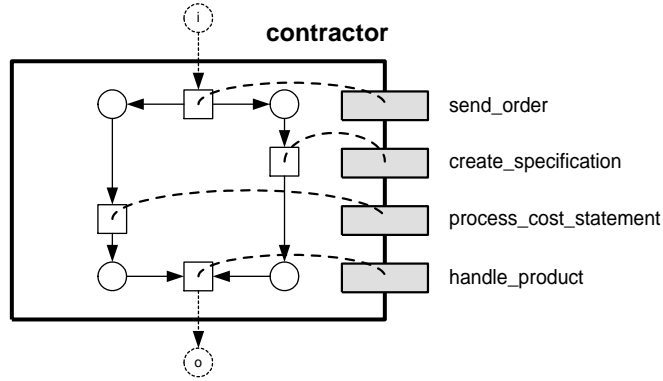 i
contractor
send_order
create_specification
process_cost_statement
handle_product
o